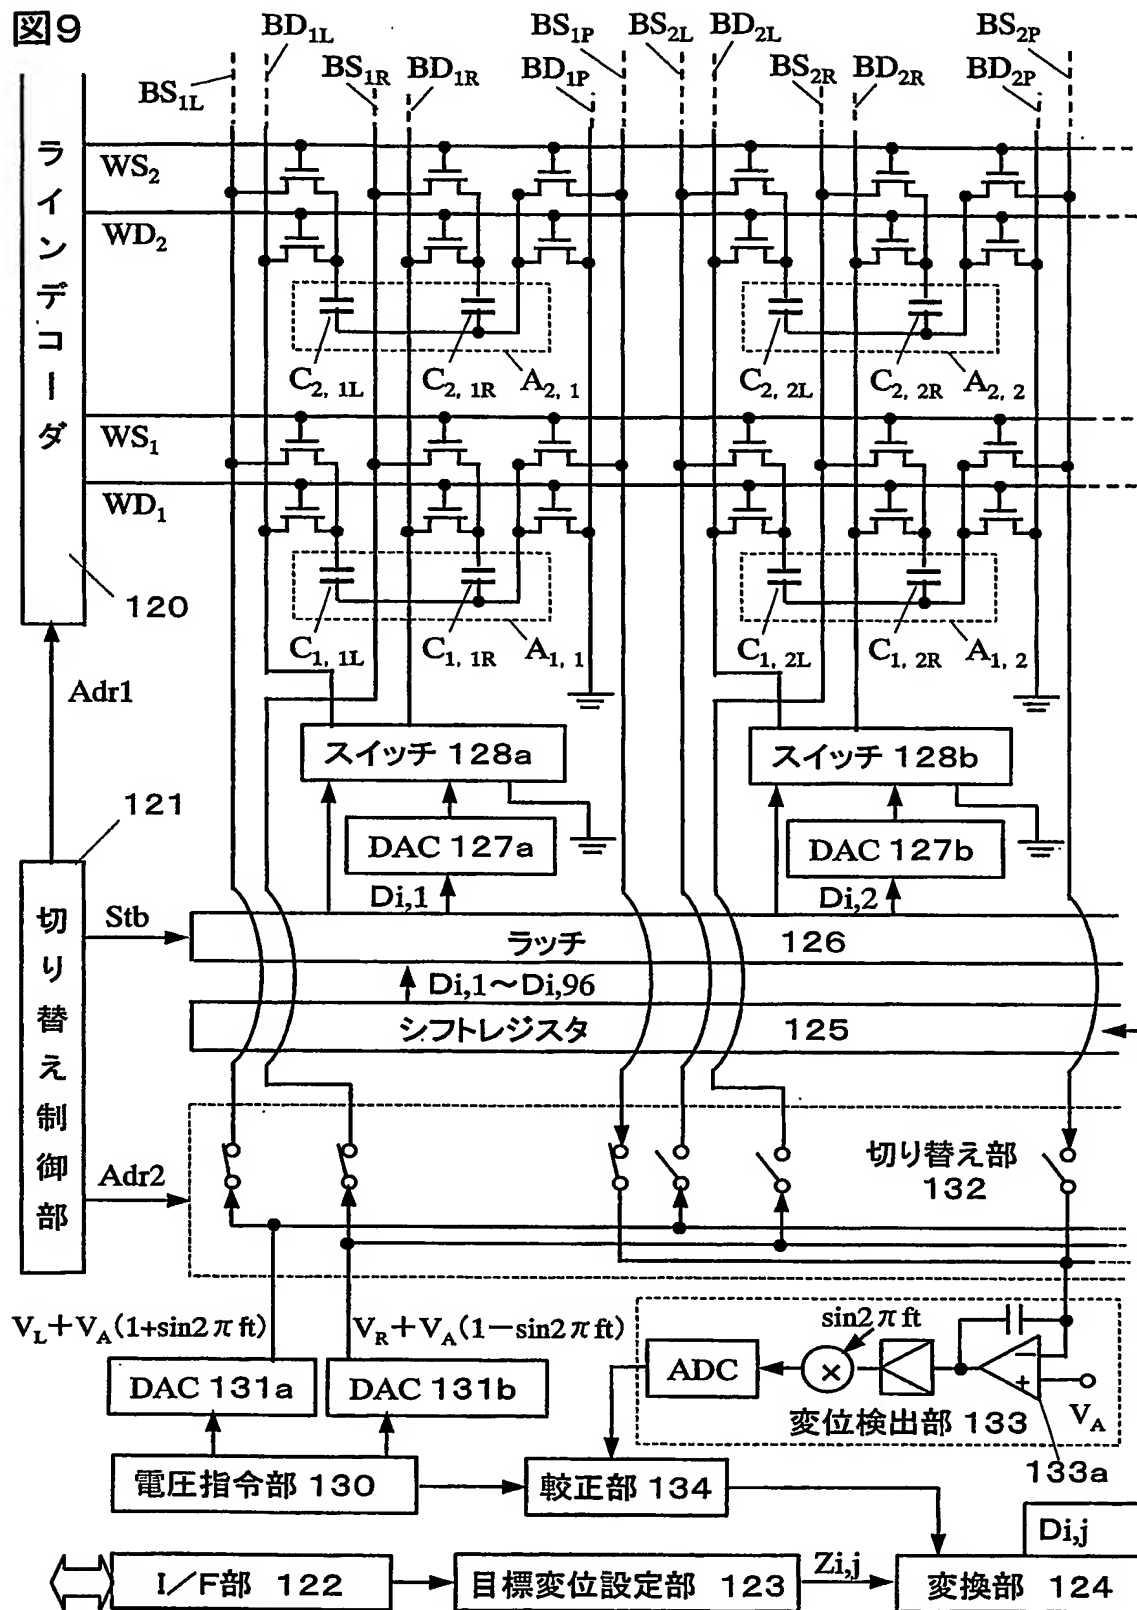 図9
BS1L
BD1L
BS1R
BD1R
BD1P
BS1P
BS2L
BD2L
BS2R
BD2R
BD2P
BS2P
ラインデコーダ
120
WS2
WD2
C2, 1L
C2, 1R
A2, 1
C2, 2L
C2, 2R
A2, 2
WS1
WD1
C1, 1L
C1, 1R
A1, 1
C1, 2L
C1, 2R
A1, 2
Adr1
スイッチ 128a
スイッチ 128b
121
DAC 127a
DAC 127b
切り替え制御部
Stb
Di,1
Di,2
ラッチ 126
Di,1～Di,96
シフトレジスタ 125
Adr2
切り替え部
132
VL＋VA(1+sin2πft)
VR＋VA(1－sin2πft)
sin2πft
ADC
×
－
＋
VA
変位検出部 133
133a
DAC 131a
DAC 131b
電圧指令部 130
較正部 134
Di,j
I／F部 122
目標変位設定部 123
Zi,j
変換部 124